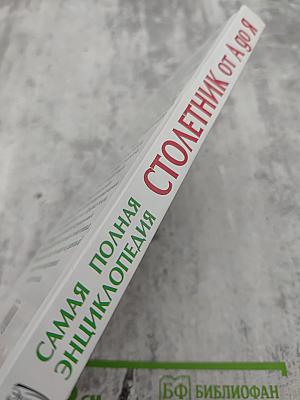 САМАЯ ПОЛНАЯ
ЭНЦИКЛОПЕДИЯ
СТОЛЕТНИК ОТ А ДО Я
БФ БИБЛИОФАН